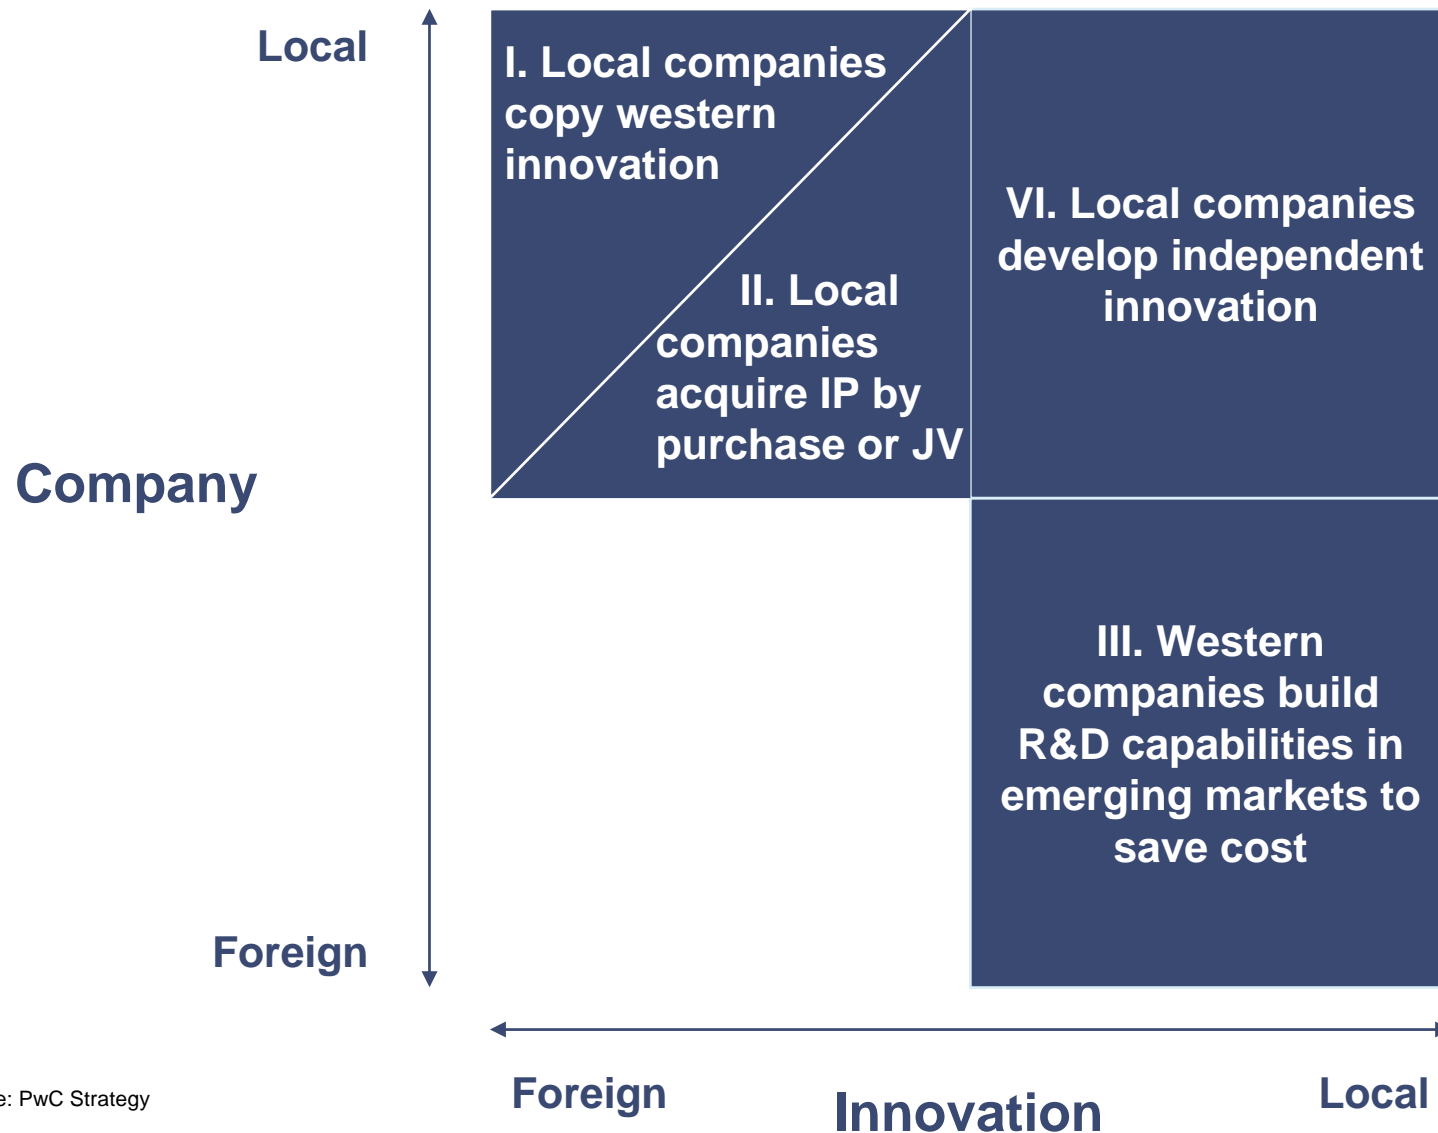 Local
I. Local companies
copy western
innovation
II. Local
companies
acquire IP by
purchase or JV
VI. Local companies
develop independent
innovation
Company
III. Western
companies build
R&D capabilities in
emerging markets to
save cost
Foreign
Foreign
Innovation
Local
e: PwC Strategy